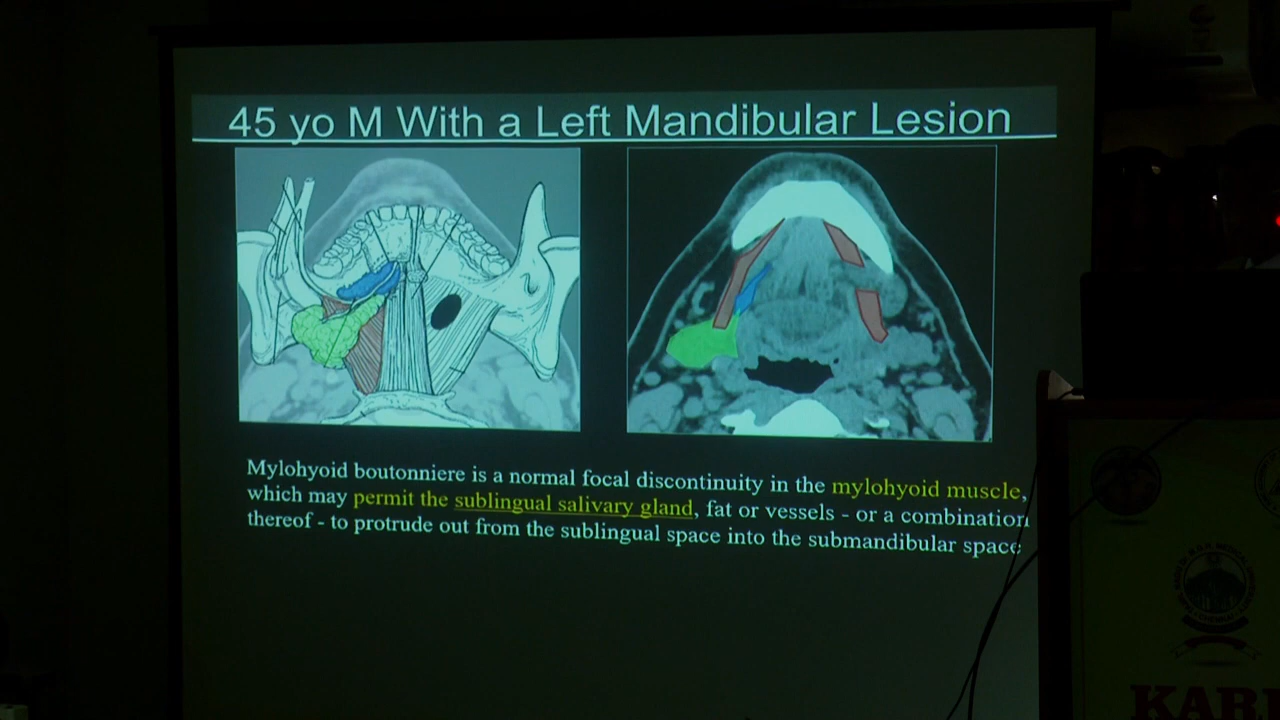 45 yo M With a Left Mandibular Lesion
Mylohyoid boutonniere is a normal focal discontinuity in the mylohyoid muscle,
which may permit the sublingual salivary gland, fat or vessels - or a combination
thereof - to protrude out from the sublingual space into the submandibular space